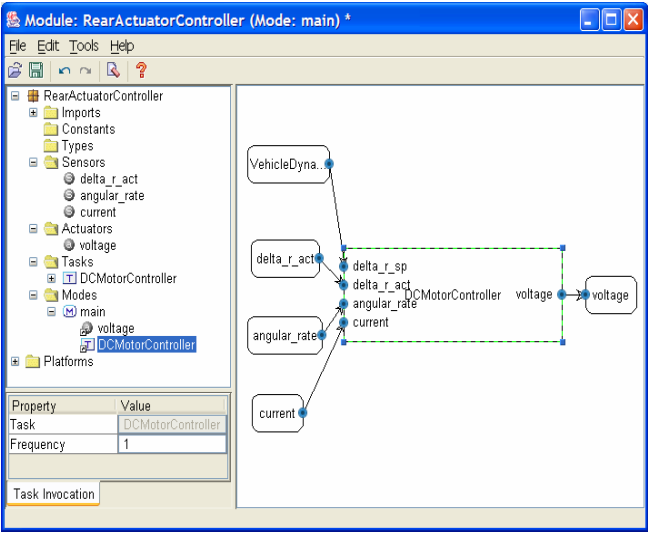 Module: RearActuatorController (Mode: main) *
File Edit Tools Help
RearActuatorController
Imports
Constants
Types
Sensors
delta_r_act
angular_rate
current
Actuators
voltage
Tasks
DCMotorController
Modes
main
voltage
DCMotorController
Platforms
Property Value
Task DCMotorController
Frequency 1
Task Invocation
VehicleDyna...
delta_r_act
angular_rate
current
delta_r_sp
delta_r_act
angular_rate
current
DCMotorController
voltage
voltage